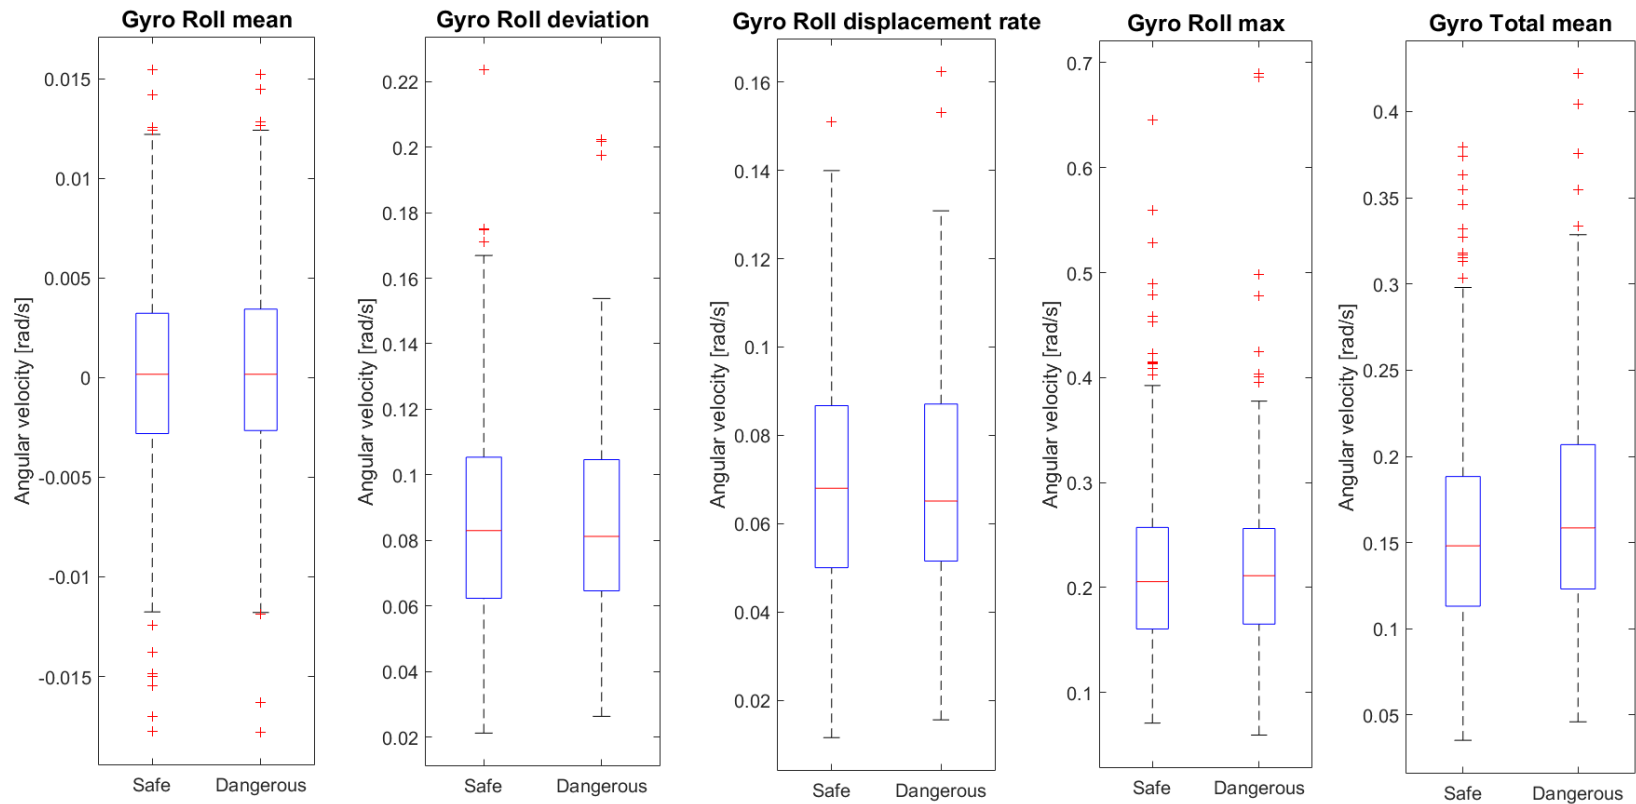 Gyro Roll mean
Angular velocity [rad/s]
0.015
0.01
0.005
0
-0.005
-0.01
-0.015
Safe
Dangerous
Gyro Roll deviation
Angular velocity [rad/s]
0.22
0.2
0.18
0.16
0.14
0.12
0.1
0.08
0.06
0.04
0.02
Safe
Dangerous
Gyro Roll displacement rate
Angular velocity [rad/s]
0.16
0.14
0.12
0.1
0.08
0.06
0.04
0.02
Safe
Dangerous
Gyro Roll max
Angular velocity [rad/s]
0.7
0.6
0.5
0.4
0.3
0.2
0.1
Safe
Dangerous
Gyro Total mean
Angular velocity [rad/s]
0.4
0.35
0.3
0.25
0.2
0.15
0.1
0.05
Safe
Dangerous